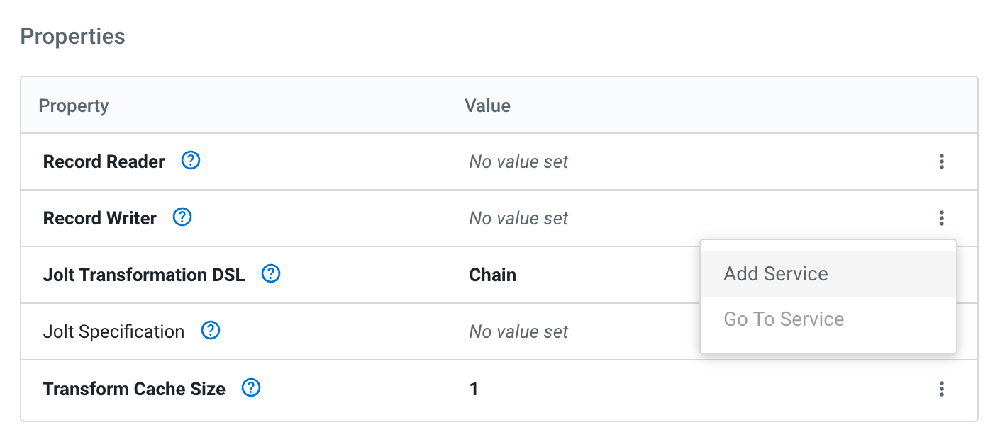 Properties
Property Value
Record Reader ? No value set
Record Writer ? No value set
Jolt Transformation DSL ? Chain
Add Service
Jolt Specification ? No value set
Go To Service
Transform Cache Size ? 1